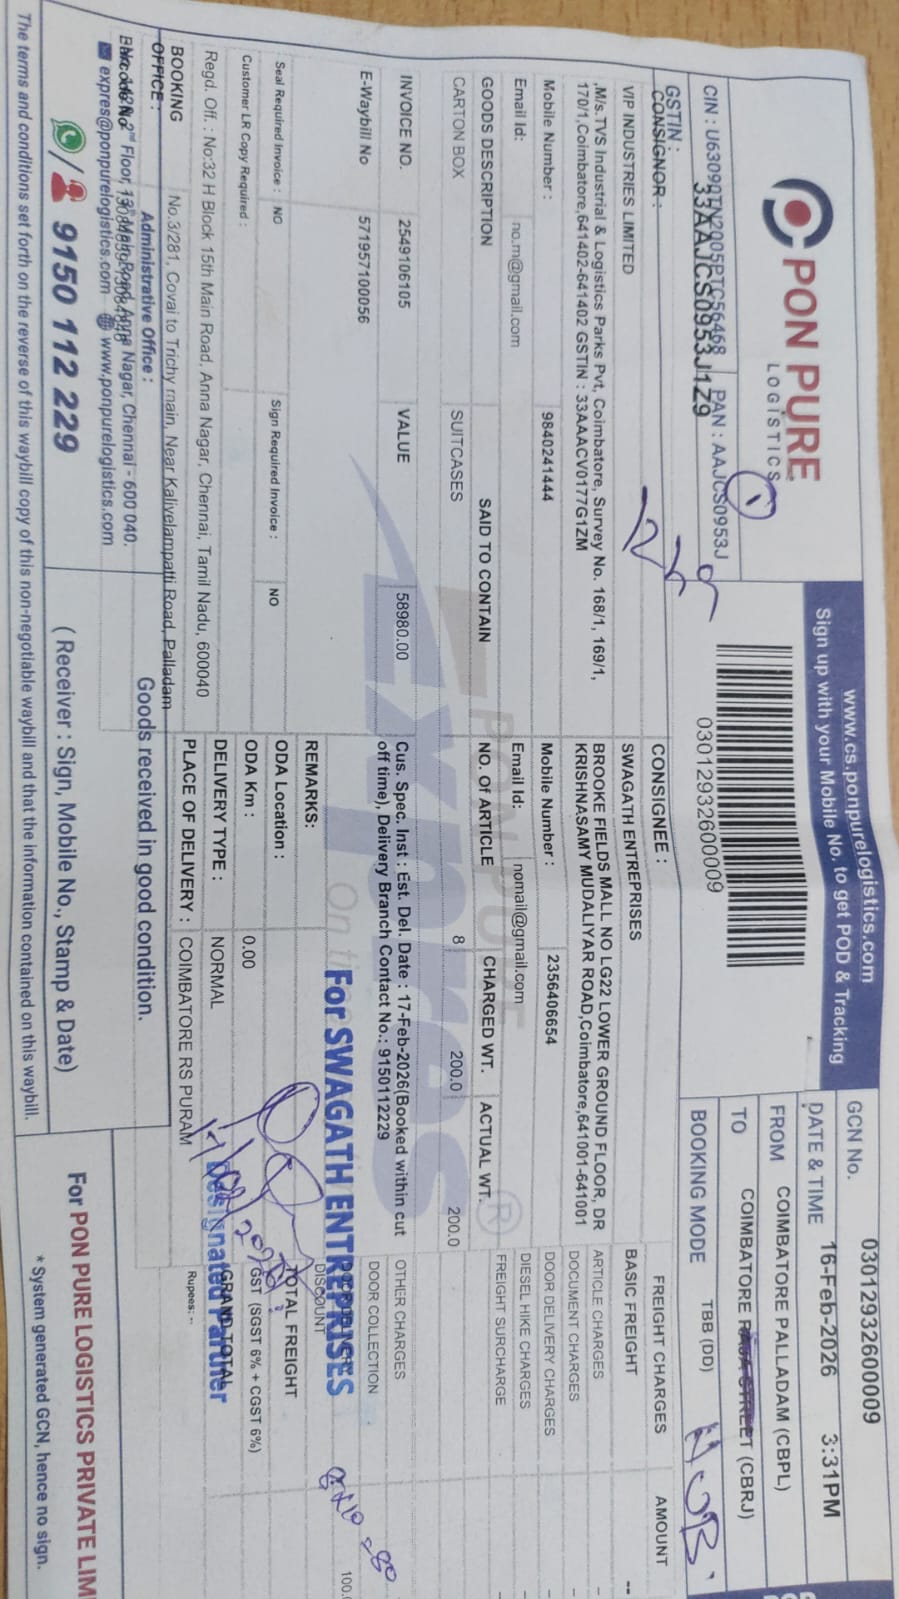 PON PURE
LOGISTICS
CIN : U63090TN2005PTC56468 PAN : AAJCS0953J
GSTIN : 33AAJCS0953J1Z9
1
www.cs.ponpurelogistics.com
Sign up with your Mobile No. to get POD & Tracking
0301293260​0009
GCN No. 03012932600009
DATE & TIME 16-Feb-2026 3:31PM
FROM COIMBATORE PALLADAM (CBPL)
TO COIMBATORE (CBRJ)
BOOKING MODE TBB (DD)
CONSIGNOR :
VIP INDUSTRIES LIMITED
,M/s.TVS Industrial & Logistics Parks Pvt, Coimbatore, Survey No. 168/1, 169/1,
170/1,Coimbatore,641402-641402 GSTIN : 33AAACV0177G1ZM
Mobile Number : 9840241444
Email Id: no.m@gmail.com
CONSIGNEE :
SWAGATH ENTREPRISES
BROOKE FIELDS MALL NO LG22 LOWER GROUND FLOOR, DR
KRISHNASAMY MUDALIYAR ROAD,Coimbatore,641001-641001
Mobile Number : 2356406654
Email Id: nomail@gmail.com
GOODS DESCRIPTION SAID TO CONTAIN NO. OF ARTICLE CHARGED WT. ACTUAL WT.
CARTON BOX SUITCASES 8 200.0 200.0
INVOICE NO. 2549106105 VALUE 58980.00
E-Waybill No 571957100056
Cus. Spec. Inst : Est. Del. Date : 17-Feb-2026(Booked within cut
off time), Delivery Branch Contact No.: 9150112229
Seal Required Invoice : NO Sign Required Invoice : NO
Customer LR Copy Required :
REMARKS:
ODA Location :
ODA Km : 0.00
DELIVERY TYPE : NORMAL
PLACE OF DELIVERY : COIMBATORE RS PURAM
Regd. Off. : No:32 H Block 15th Main Road, Anna Nagar, Chennai, Tamil Nadu, 600040
BOOKING OFFICE : No.3/281, Covai to Trichy main, Near Kaliyelampatti Road, Palladam
FREIGHT CHARGES AMOUNT
BASIC FREIGHT --
ARTICLE CHARGES -
DOCUMENT CHARGES -
DOOR DELIVERY CHARGES -
DIESEL HIKE CHARGES
FREIGHT SURCHARGE -
OTHER CHARGES
DOOR COLLECTION
DISCOUNT
TOTAL FREIGHT
GST (SGST 6% + CGST 6%)
GRAND TOTAL
Rupees: --
PON PURE
Expres ®
On time
For SWAGATH ENTREPRISES
Designated Partner
8x10 = 80
Administrative Office :
2nd Floor, 13th Main Road, Anna Nagar, Chennai - 600 040.
expres@ponpurelogistics.com www.ponpurelogistics.com
/ 9150 112 229
Goods received in good condition.
( Receiver : Sign, Mobile No., Stamp & Date)
For PON PURE LOGISTICS PRIVATE LIM
* System generated GCN, hence no sign.
The terms and conditions set forth on the reverse of this waybill copy of this non-negotiable waybill and that the information contained on this waybill.